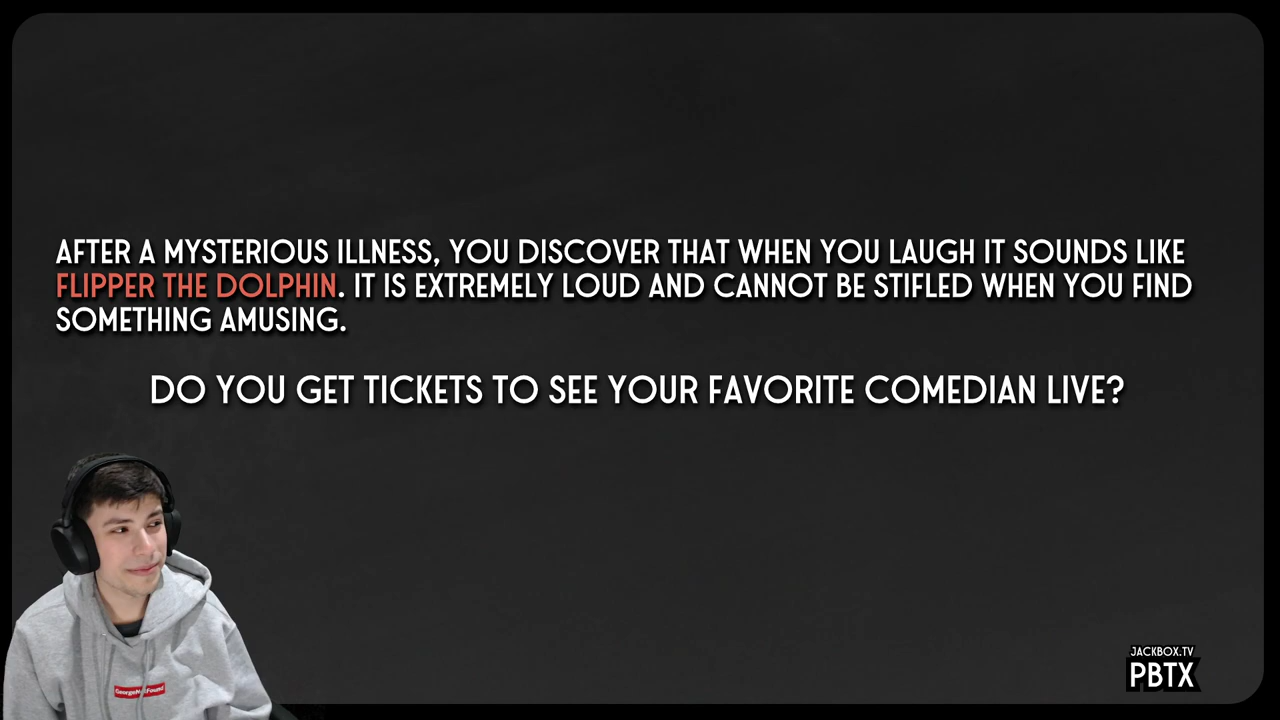 AFTER A MYSTERIOUS ILLNESS, YOU DISCOVER THAT WHEN YOU LAUGH IT SOUNDS LIKE
FLIPPER THE DOLPHIN. IT IS EXTREMELY LOUD AND CANNOT BE STIFLED WHEN YOU FIND
SOMETHING AMUSING.
DO YOU GET TICKETS TO SEE YOUR FAVORITE COMEDIAN LIVE?
JACKBOX.TV
PBTX